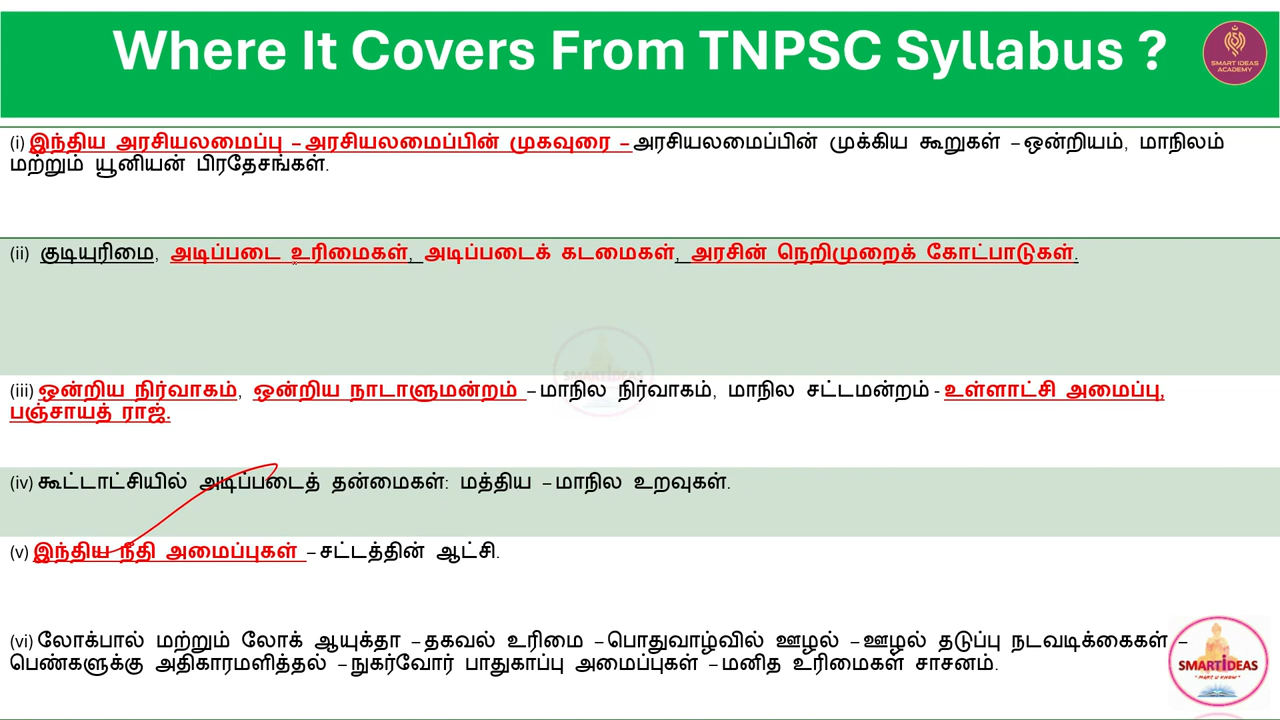 Where It Covers From TNPSC Syllabus ?
SMART IDEAS
ACADEMY
(i) இந்திய அரசியலமைப்பு – அரசியலமைப்பின் முகவுரை – அரசியலமைப்பின் முக்கிய கூறுகள் – ஒன்றியம், மாநிலம்
மற்றும் யூனியன் பிரதேசங்கள்.
(ii) குடியுரிமை, அடிப்படை உரிமைகள், அடிப்படைக் கடமைகள், அரசின் நெறிமுறைக் கோட்பாடுகள்.
SMARTIDEAS
(iii) ஒன்றிய நிர்வாகம், ஒன்றிய நாடாளுமன்றம் – மாநில நிர்வாகம், மாநில சட்டமன்றம் - உள்ளாட்சி அமைப்பு,
பஞ்சாயத் ராஜ்.
(iv) கூட்டாட்சியில் அடிப்படைத் தன்மைகள்: மத்திய – மாநில உறவுகள்.
(v) இந்திய நீதி அமைப்புகள் – சட்டத்தின் ஆட்சி.
(vi) லோக்பால் மற்றும் லோக் ஆயுக்தா – தகவல் உரிமை – பொதுவாழ்வில் ஊழல் – ஊழல் தடுப்பு நடவடிக்கைகள் –
பெண்களுக்கு அதிகாரமளித்தல் – நுகர்வோர் பாதுகாப்பு அமைப்புகள் – மனித உரிமைகள் சாசனம்.
SMARTIDEAS